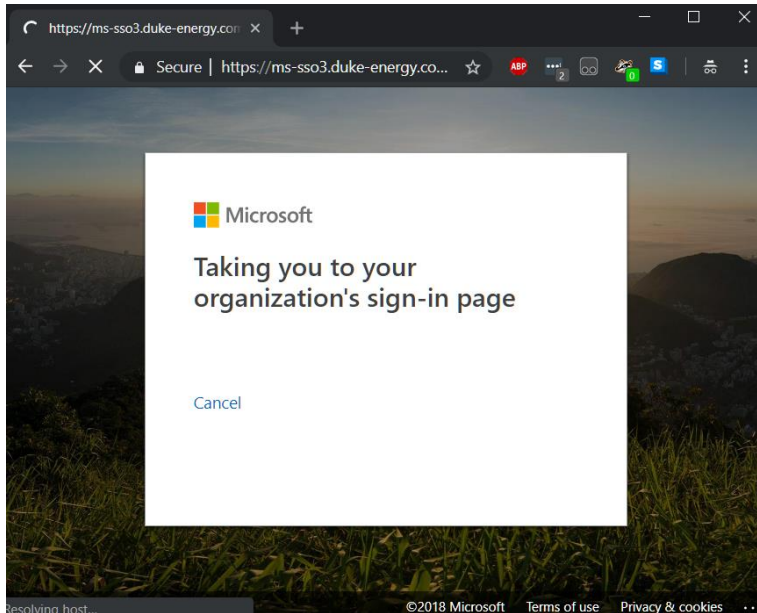 https://ms-sso3.duke-energy.con
Secure | https://ms-sso3.duke-energy.co...
ABP
2
0
S
Microsoft
Taking you to your
organization's sign-in page
Cancel
Resolving host...
©2018 Microsoft Terms of use Privacy & cookies ...